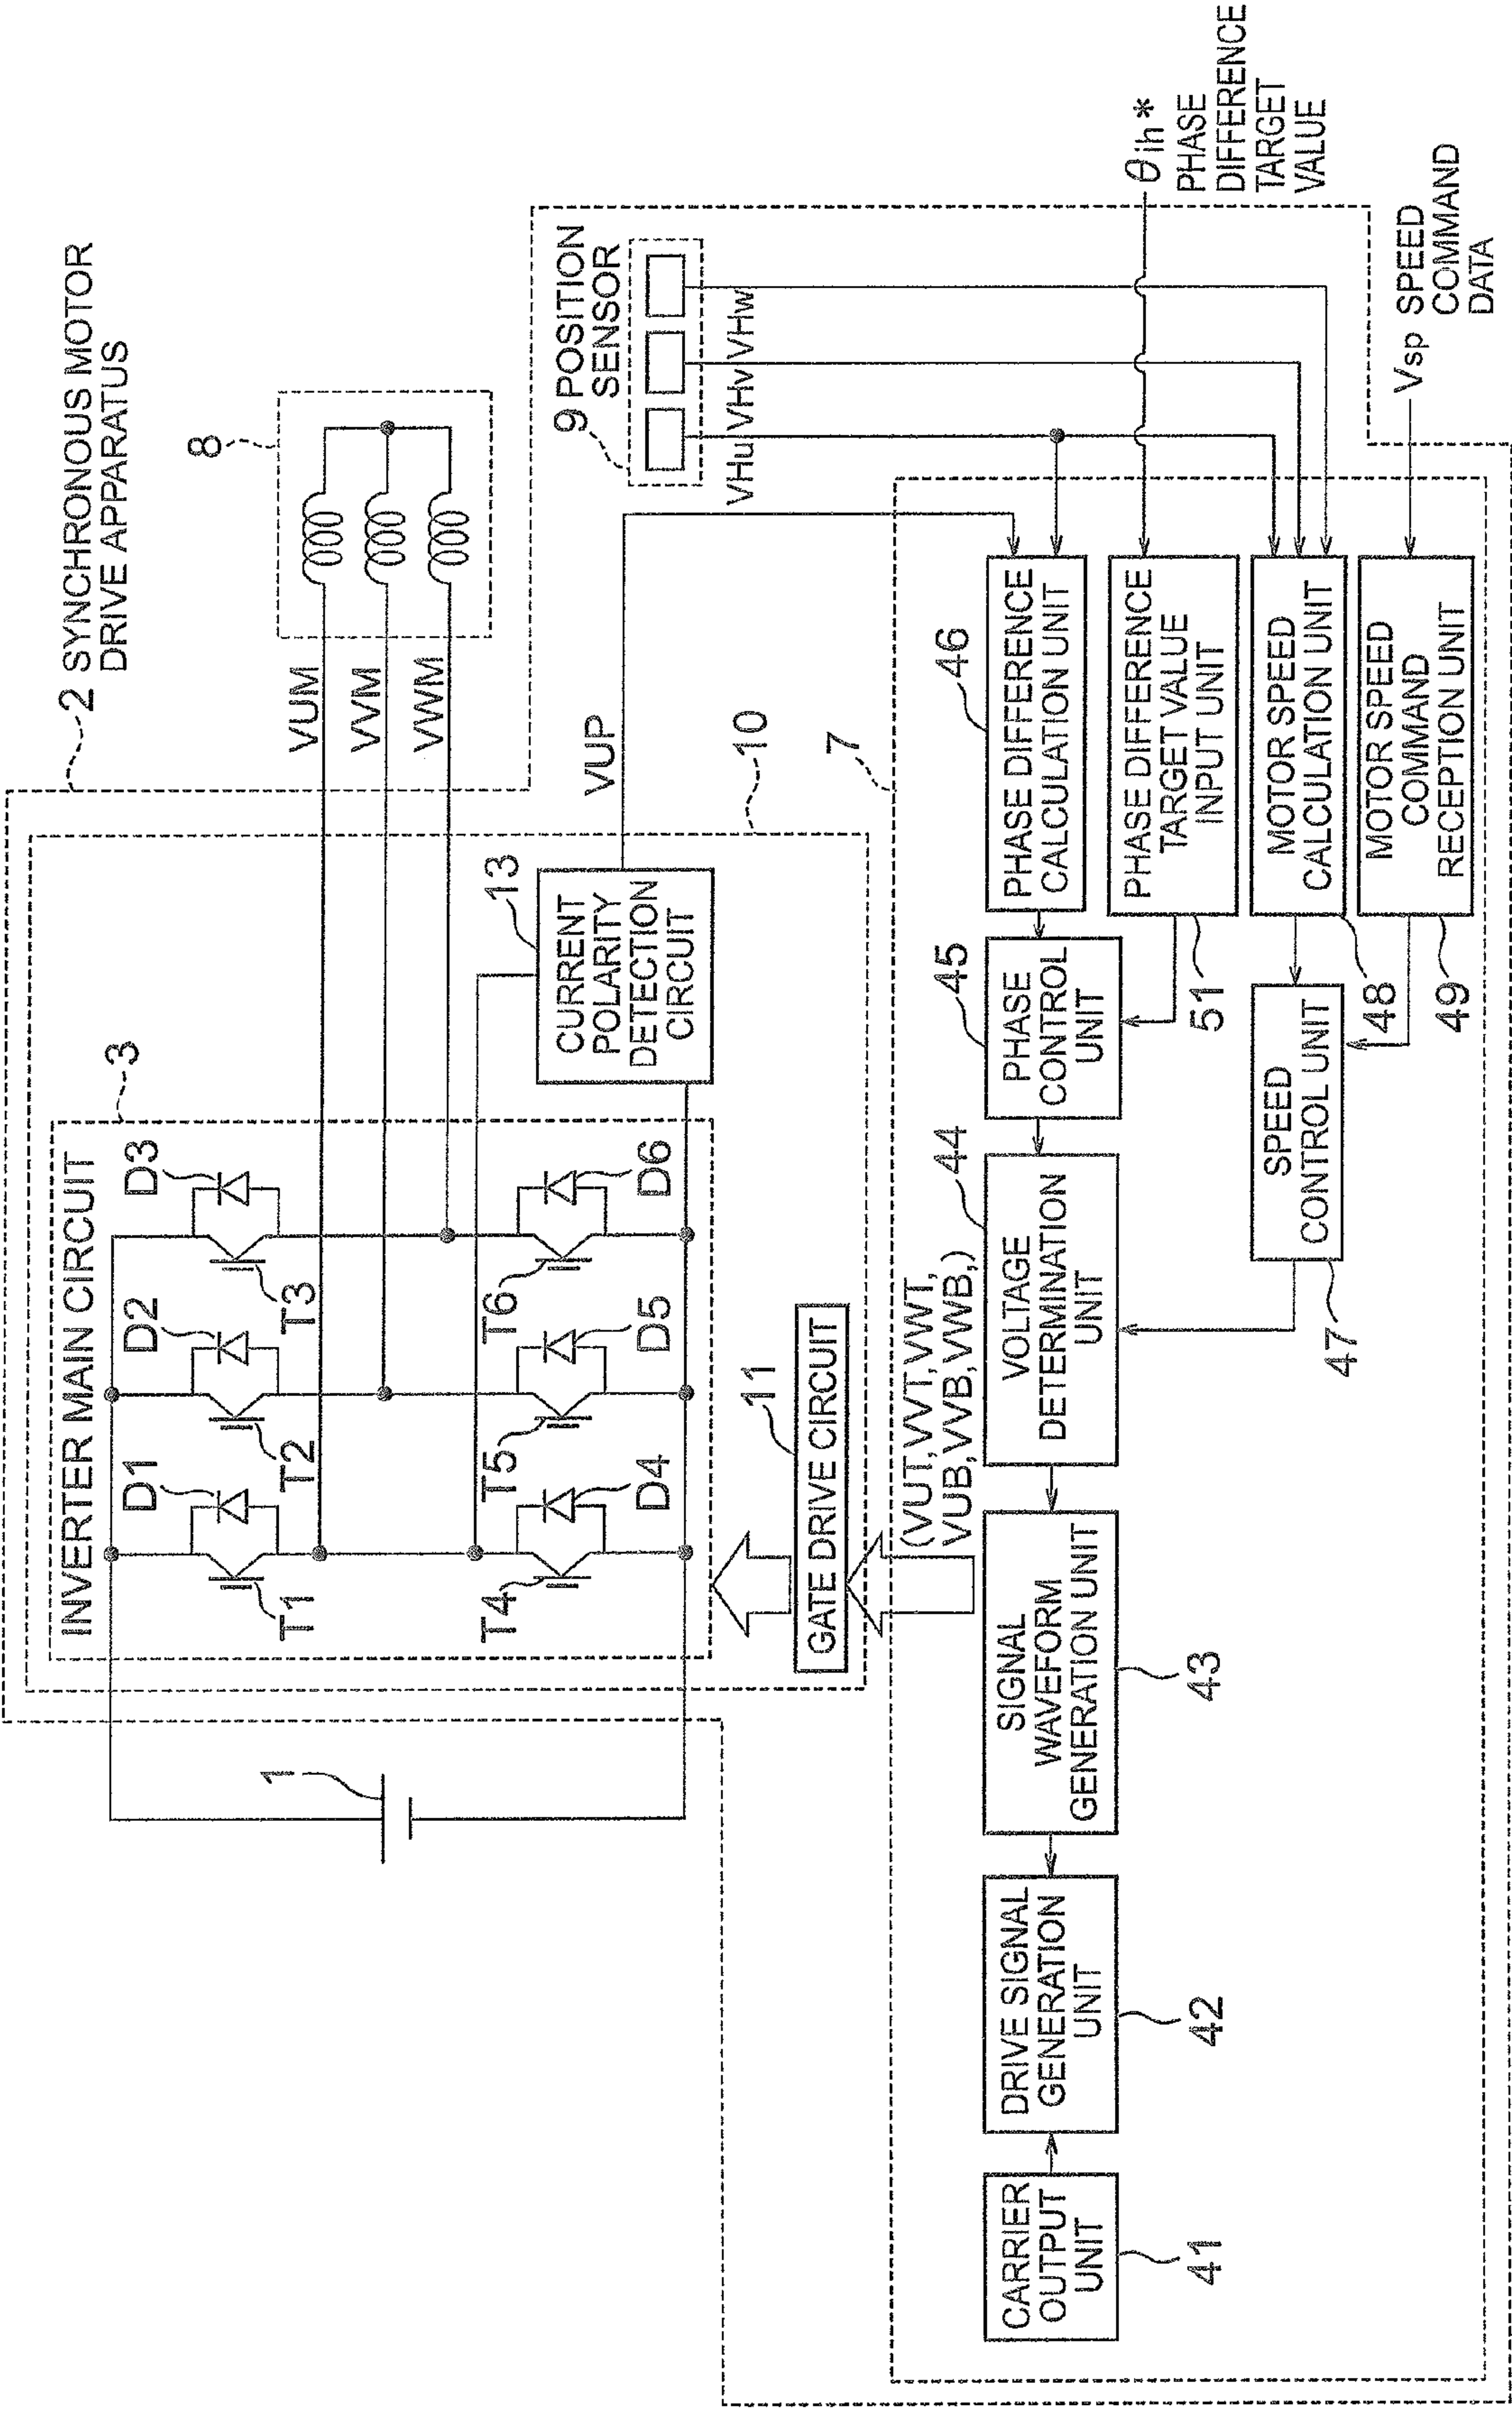 2 SYNCHRONOUS MOTOR
DRIVE APPARATUS
INVERTER MAIN CIRCUIT
3
8
D1
D2
D3
T1
T2
T3
VUM
VVM
VWM
T4
T5
T6
D4
D5
D6
1
13
CURRENT
POLARITY
DETECTION
CIRCUIT
VUP
10
9 POSITION
SENSOR
VHu VHv VHw
11
GATE DRIVE CIRCUIT
7
(VUT,VVT,VWT,
VUB,VVB,VWB,)
41
CARRIER
OUTPUT
UNIT
42
DRIVE SIGNAL
GENERATION
UNIT
43
SIGNAL
WAVEFORM
GENERATION UNIT
44
VOLTAGE
DETERMINATION
UNIT
45
PHASE
CONTROL
UNIT
46
PHASE DIFFERENCE
CALCULATION UNIT
PHASE DIFFERENCE
TARGET VALUE
INPUT UNIT
51
θih*
PHASE
DIFFERENCE
TARGET
VALUE
MOTOR SPEED
CALCULATION UNIT
48
SPEED
CONTROL UNIT
47
MOTOR SPEED
COMMAND
RECEPTION UNIT
49
Vsp SPEED
COMMAND
DATA